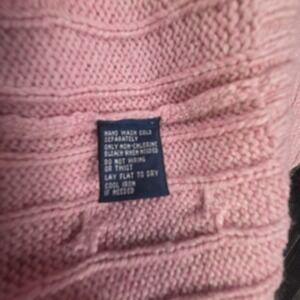 HAND WASH COLD
SEPARATELY
ONLY NON-CHLORINE
BLEACH WHEN NEEDED
DO NOT WRING
OR TWIST
LAY FLAT TO DRY
COOL IRON
IF NEEDED